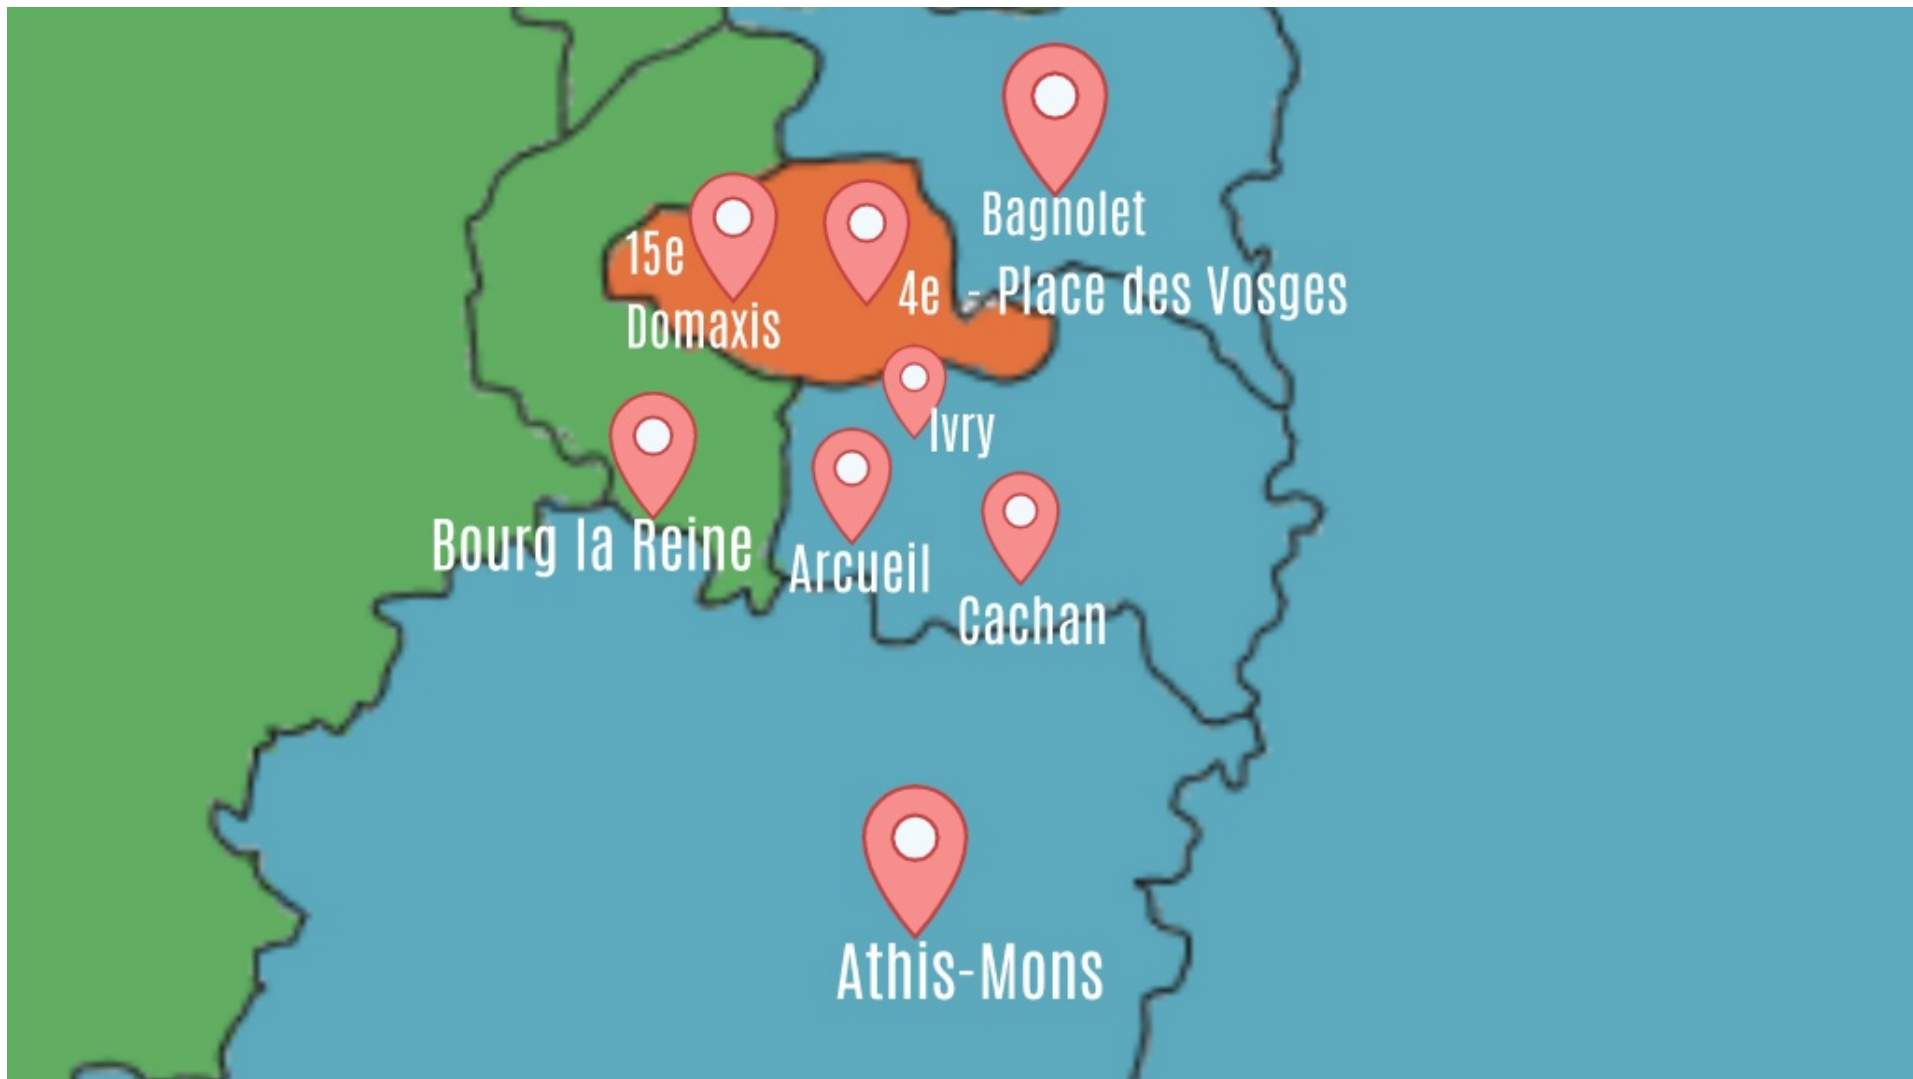 Bagnolet
15e
Domaxis
4e - Place des Vosges
Ivry
Bourg la Reine
Arcueil
Cachan
Athis-Mons